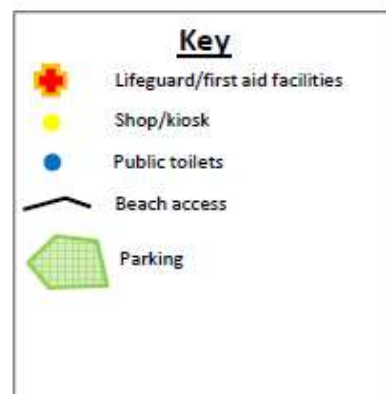 Key
Lifeguard/first aid facilities
Shop/kiosk
Public toilets
Beach access
Parking